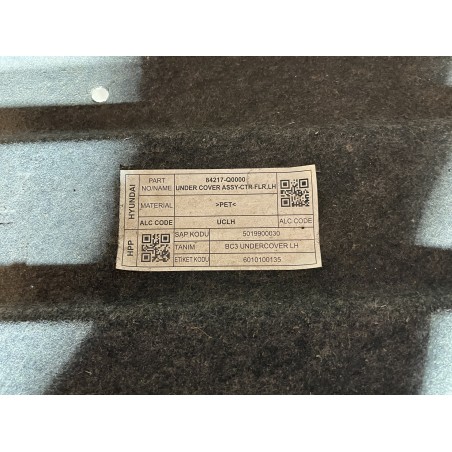 HYUNDAI
PART NO/NAME
84217-Q0000
UNDER COVER ASSY-CTR-FLR,LH
MATERIAL >PET<
ALC CODE UCLH ALC CODE
HPP
SAP KODU 5019900030
TANIM BC3 UNDERCOVER LH
ETIKET KODU 6010100135